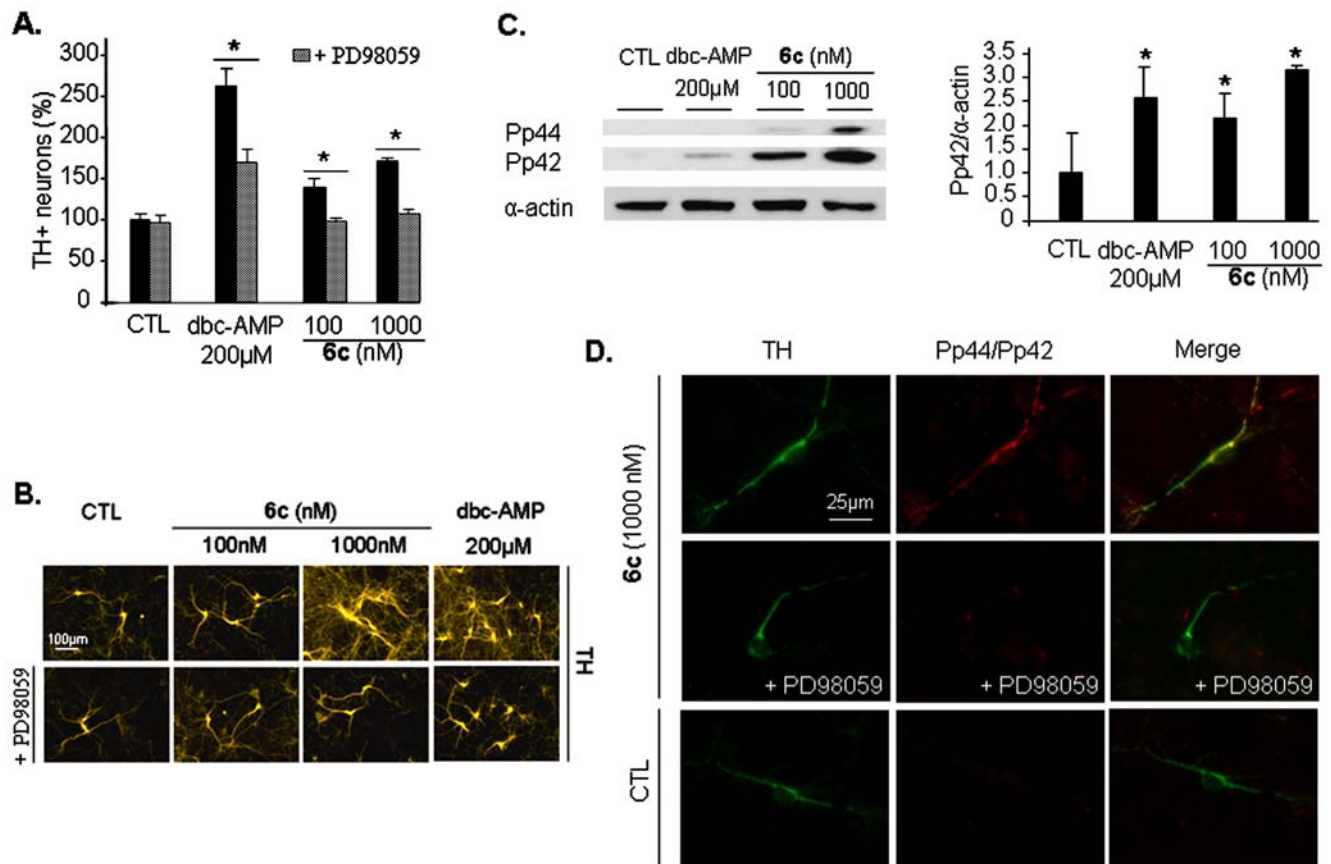 A.
300
250
200
150
100
50
0
TH+ neurons (%)
+ PD98059
*
*
*
CTL
dbc-AMP
200µM
100
1000
6c (nM)
B.
CTL
6c (nM)
dbc-AMP
100nM
1000nM
200µM
100µm
TH
+ PD98059
C.
CTL
dbc-AMP
200µM
6c (nM)
100
1000
Pp44
Pp42
α-actin
Pp42/α-actin
3.5
3.0
2.5
2.0
1.5
1.0
0.5
0
*
*
*
CTL
dbc-AMP
200µM
100
1000
6c (nM)
D.
TH
Pp44/Pp42
Merge
6c (1000 nM)
25µm
+ PD98059
+ PD98059
+ PD98059
CTL